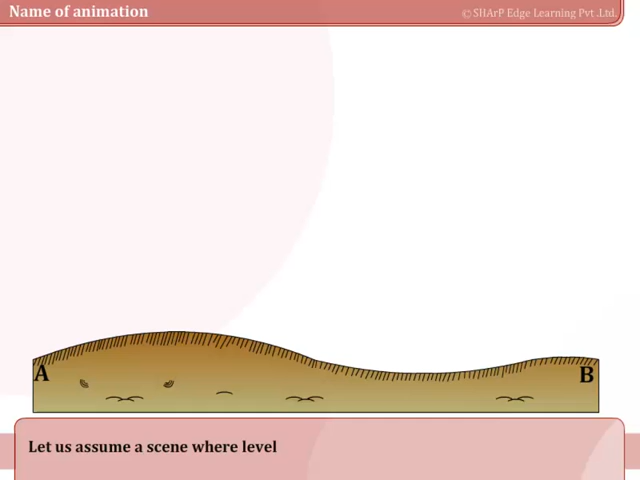 Name of animation
© SHArP Edge Learning Pvt .Ltd.
A
B
Let us assume a scene where level